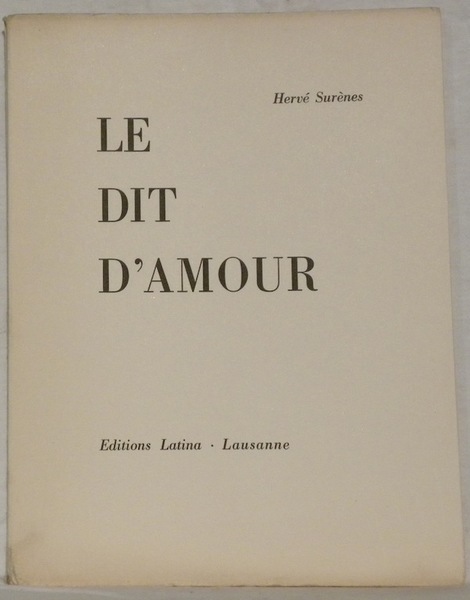 Hervé Surènes
LE
DIT
D'AMOUR
Editions Latina · Lausanne